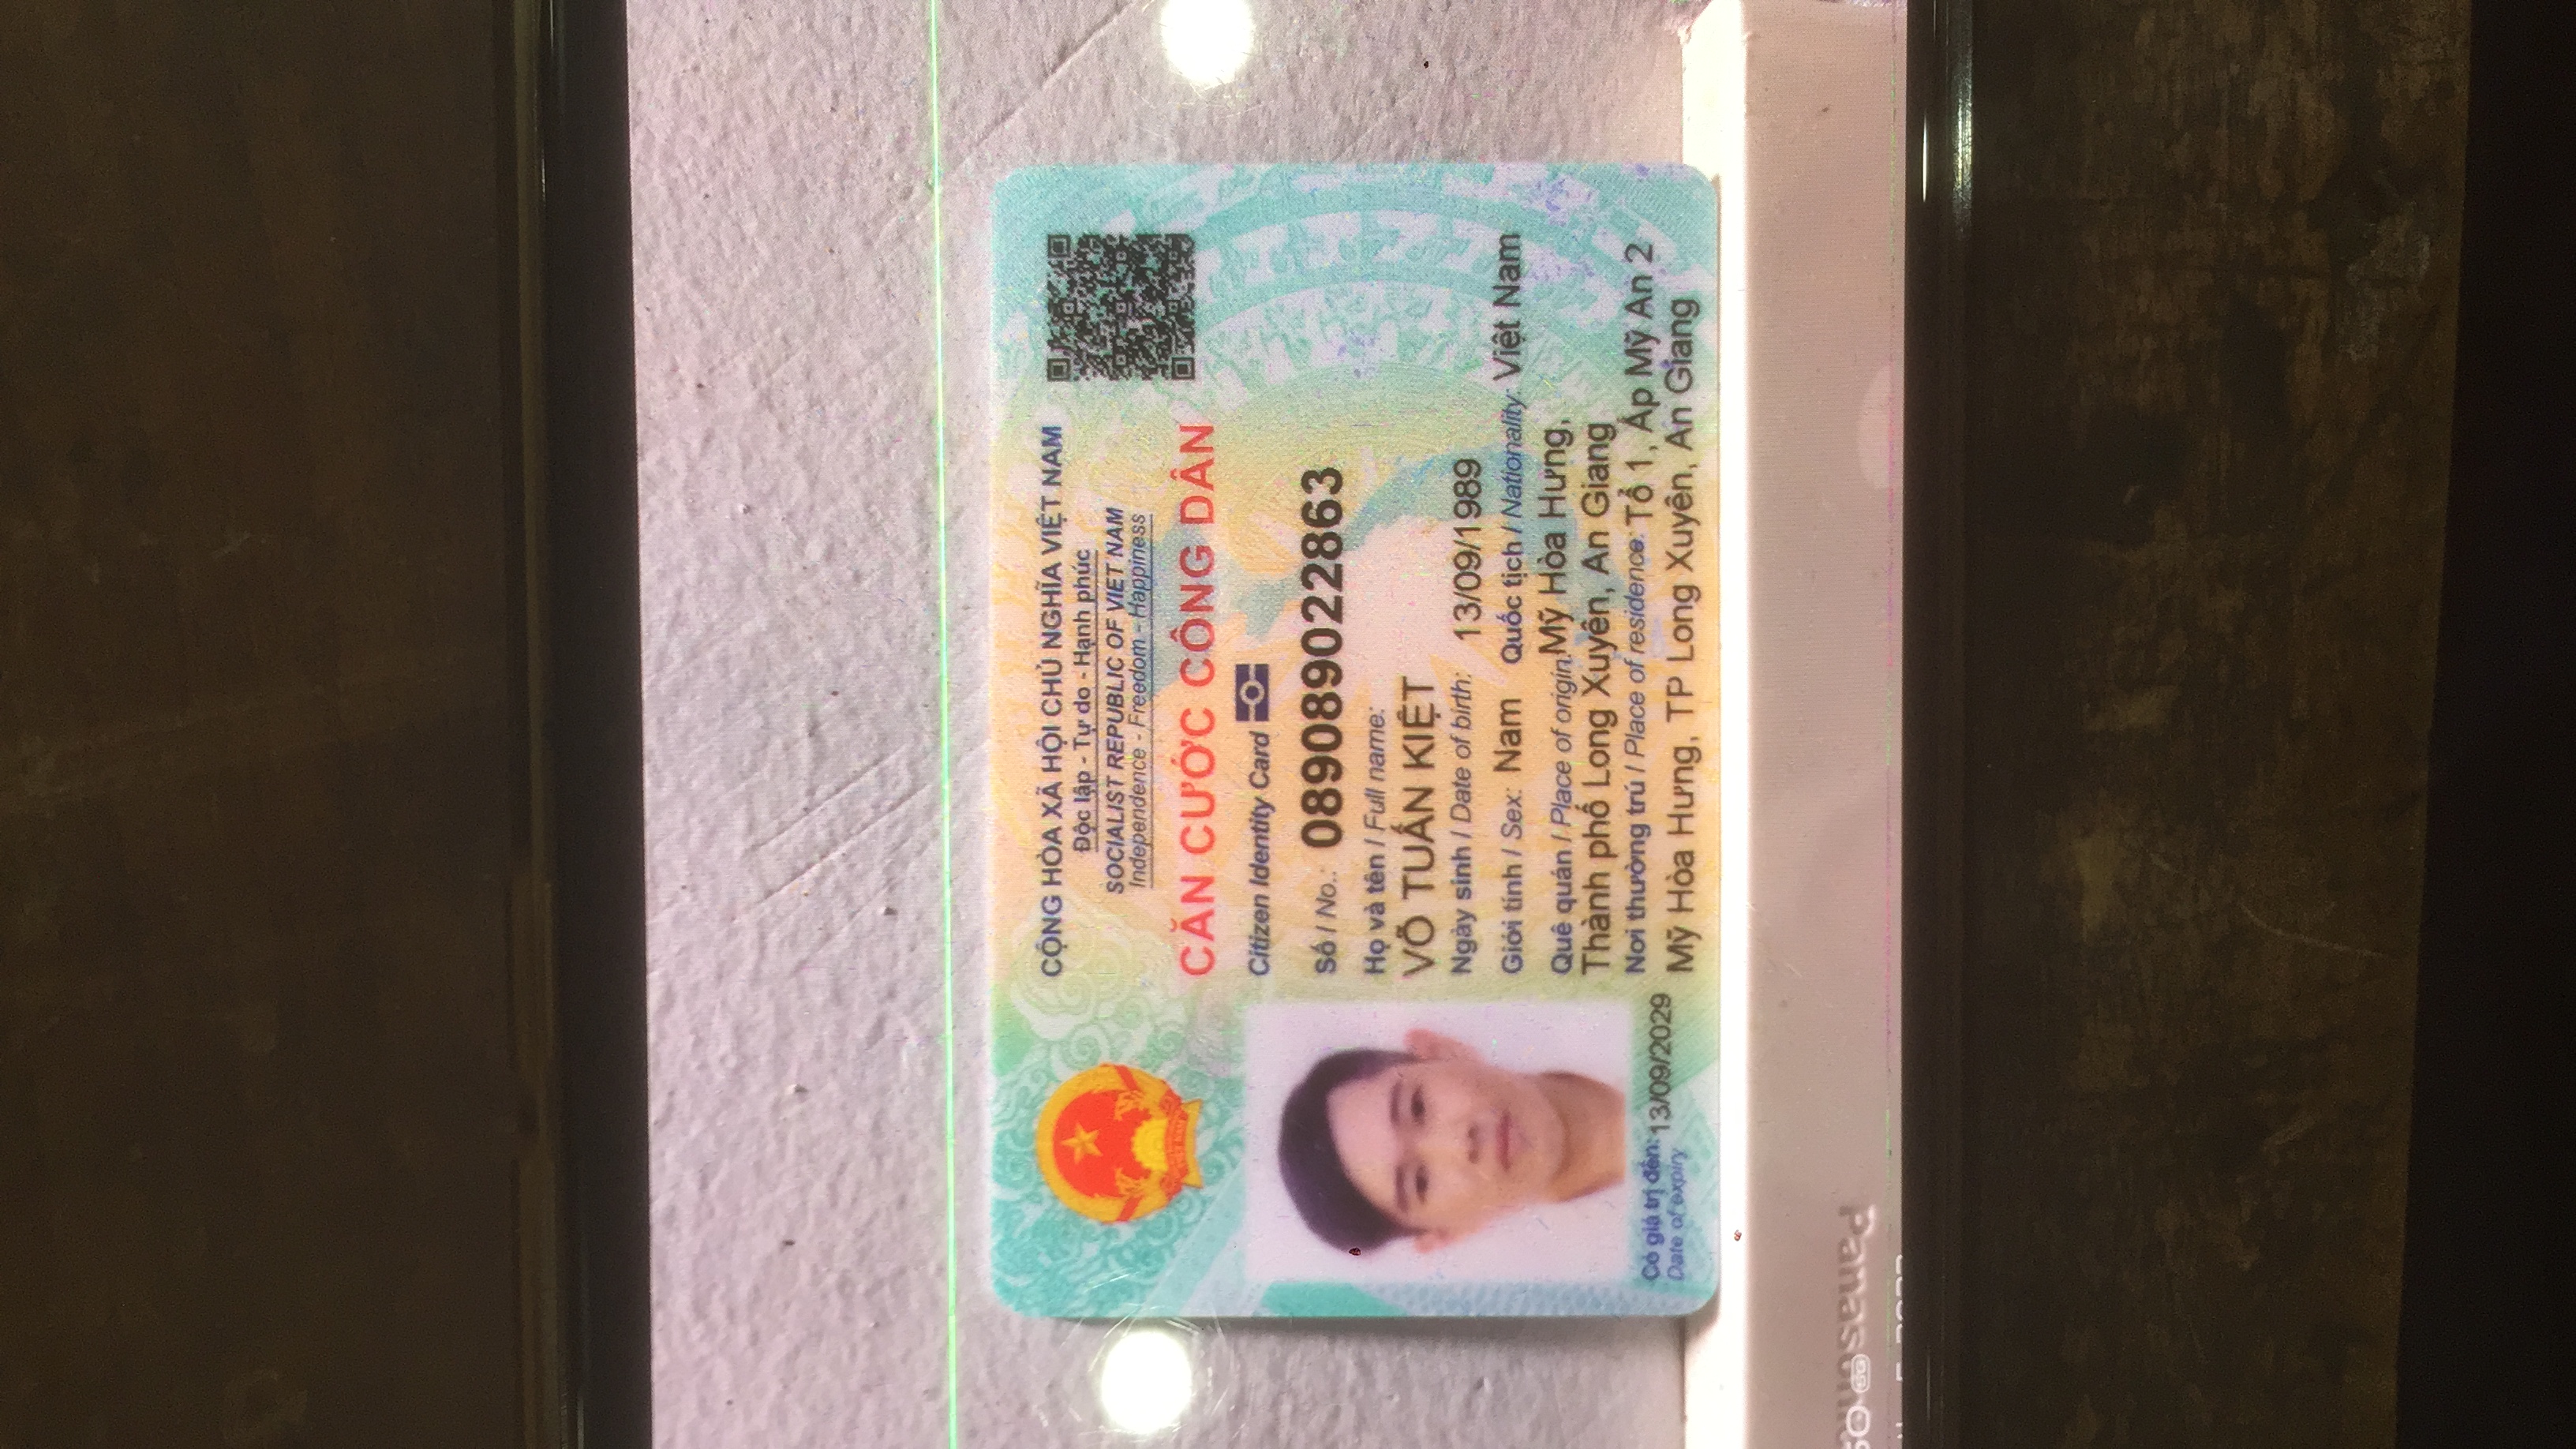 CỘNG HÒA XÃ HỘI CHỦ NGHĨA VIỆT NAM
Độc lập - Tự do - Hạnh phúc
SOCIALIST REPUBLIC OF VIET NAM
Independence - Freedom - Happiness
CĂN CƯỚC CÔNG DÂN
Citizen Identity Card
Số / No.: 089089022863
Họ và tên / Full name:
VÕ TUẤN KIỆT
Ngày sinh / Date of birth: 13/09/1989
Giới tính / Sex: Nam Quốc tịch / Nationality: Việt Nam
Quê quán / Place of origin: Mỹ Hòa Hưng,
Thành phố Long Xuyên, An Giang
Nơi thường trú / Place of residence: Tổ 1, Ấp Mỹ An 2
Mỹ Hòa Hưng, TP Long Xuyên, An Giang
Có giá trị đến: 13/09/2029
Date of expiry
Panasonic